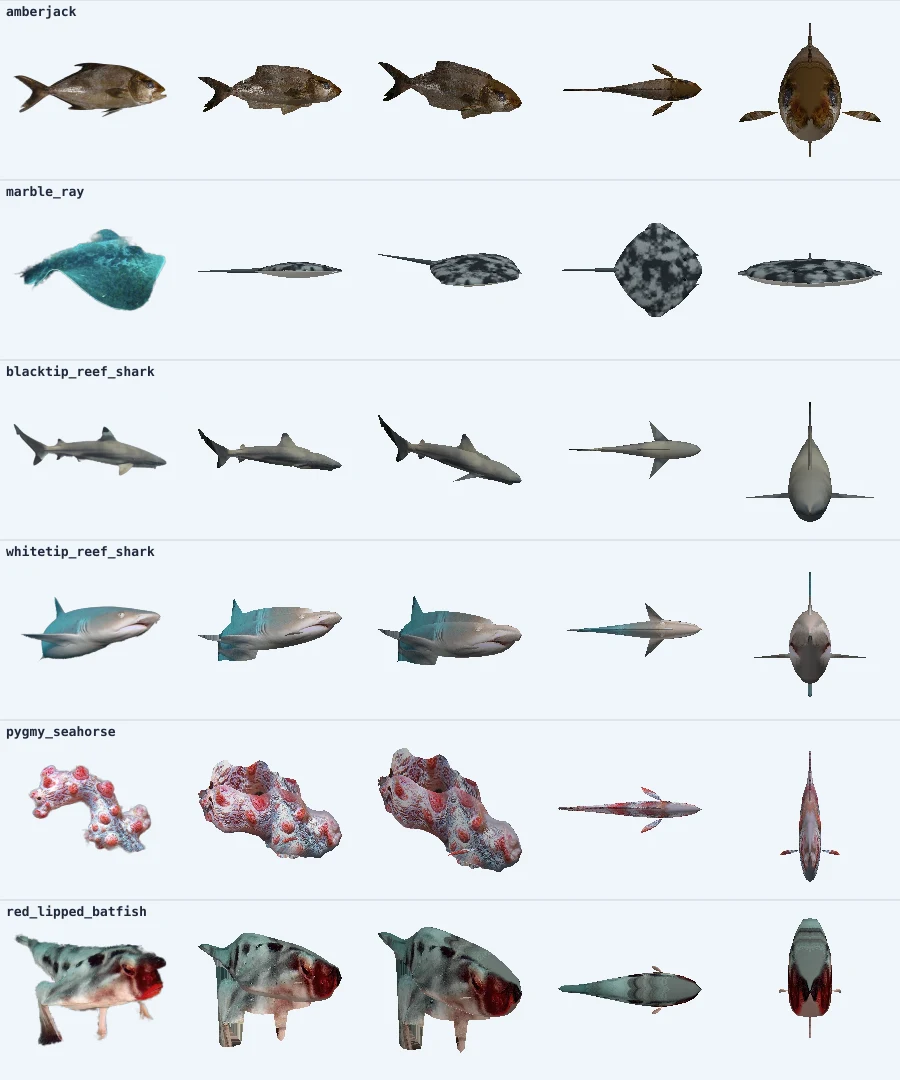 amberjack
marble_ray
blacktip_reef_shark
whitetip_reef_shark
pygmy_seahorse
red_lipped_batfish